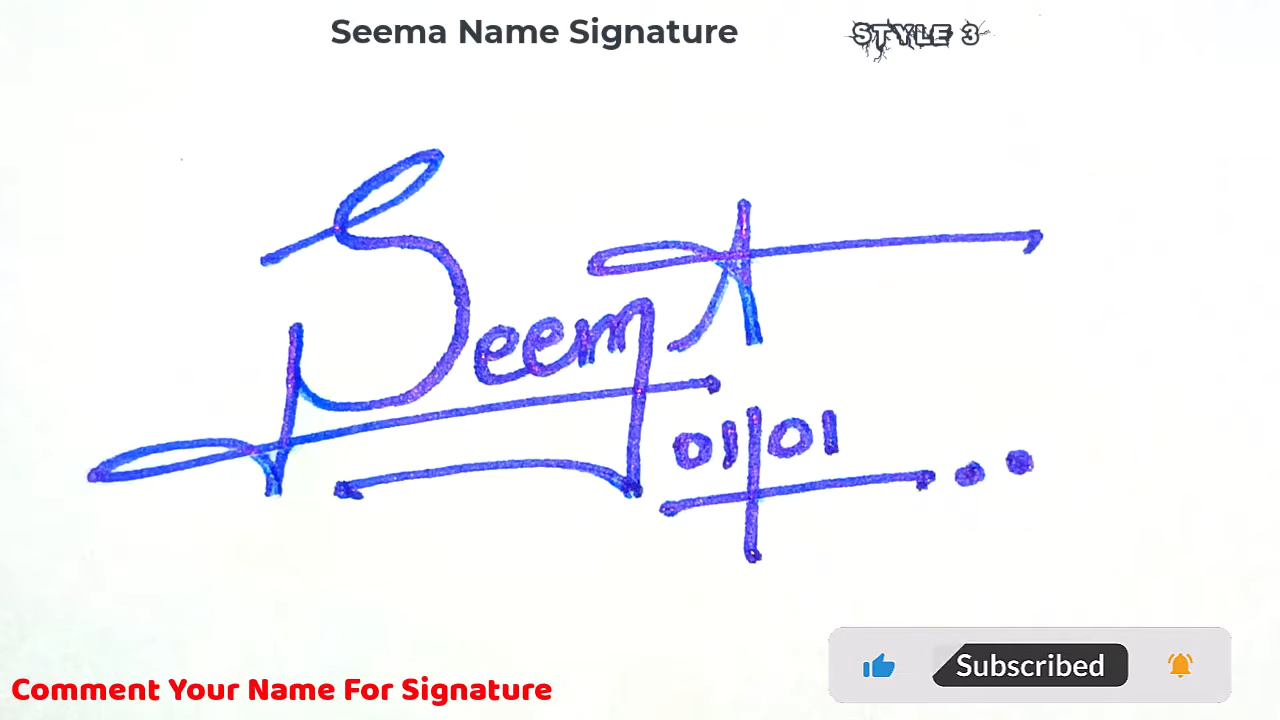 Seema Name Signature STYLE 3
Seema
01/01
Comment Your Name For Signature
Subscribed